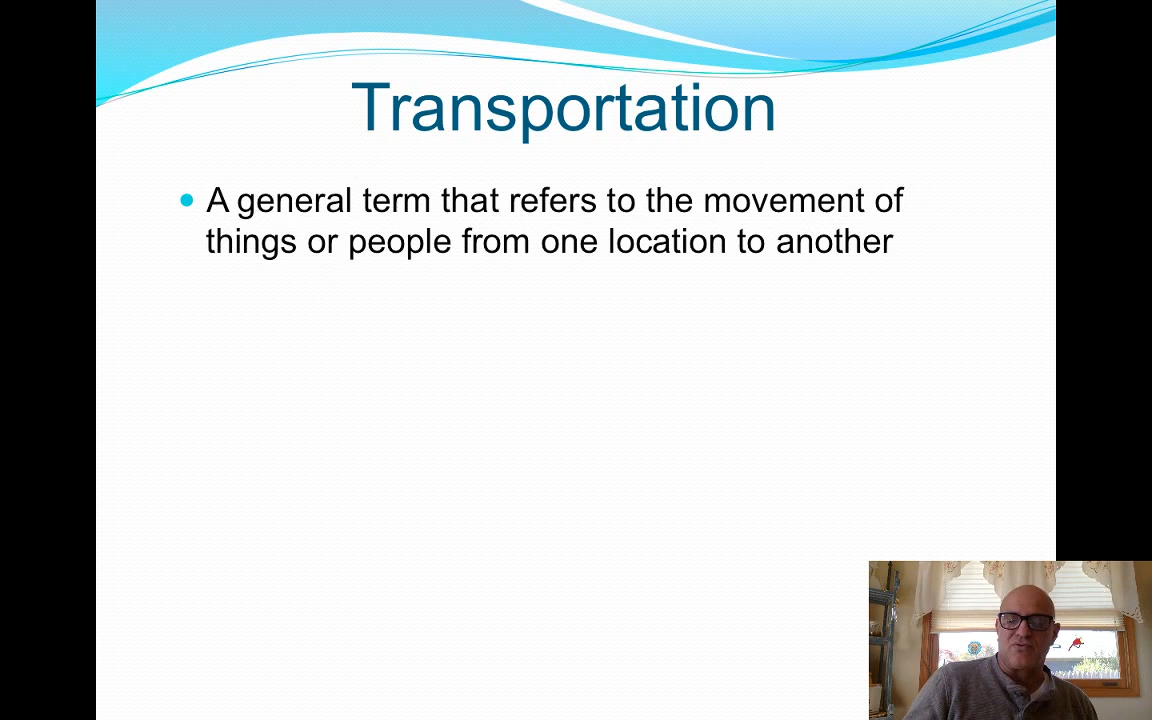 Transportation
A general term that refers to the movement of
things or people from one location to another